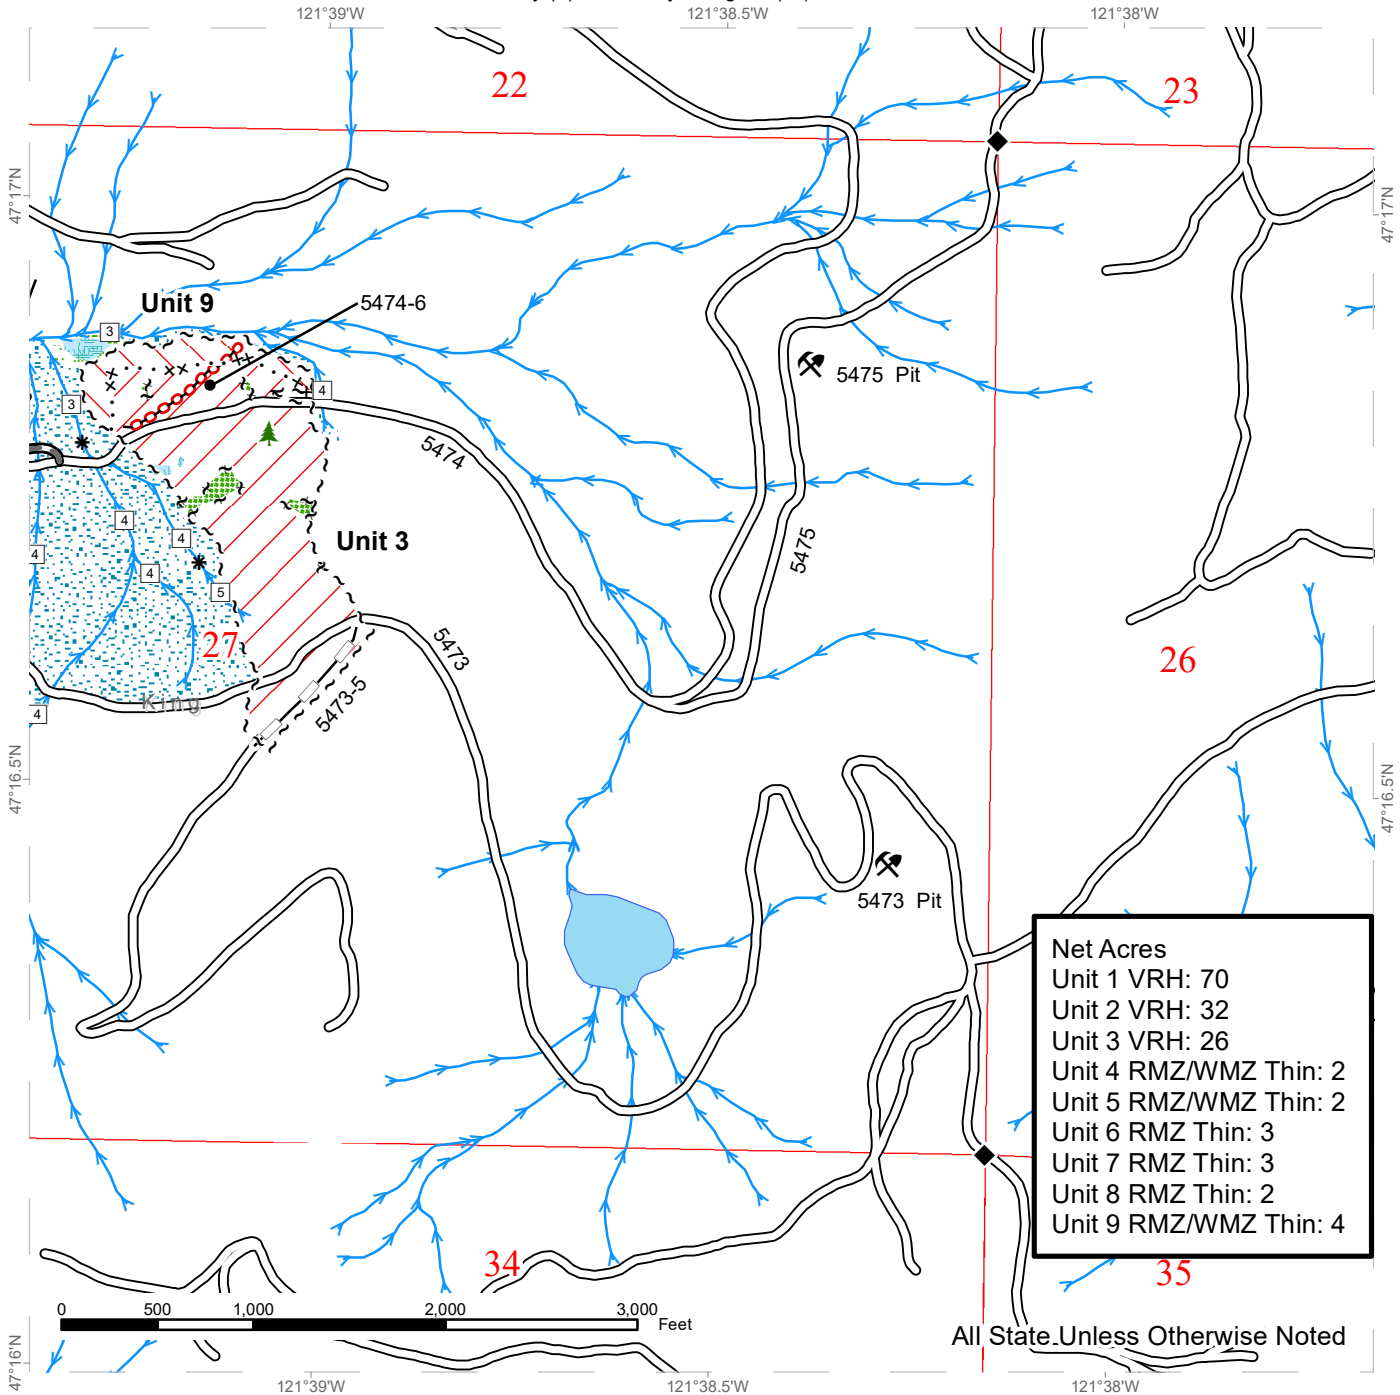 121°39'W
121°38.5'W
121°38'W
22
23
47°17'N
47°17'N
Unit 9
5474-6
3
3
4
5475 Pit
5474
4
4
4
4
5
Unit 3
5475
27
5473
26
King
5473-5
4
47°16.5'N
47°16.5'N
5473 Pit
Net Acres
Unit 1 VRH: 70
Unit 2 VRH: 32
Unit 3 VRH: 26
Unit 4 RMZ/WMZ Thin: 2
Unit 5 RMZ/WMZ Thin: 2
Unit 6 RMZ Thin: 3
Unit 7 RMZ Thin: 3
Unit 8 RMZ Thin: 2
Unit 9 RMZ/WMZ Thin: 4
34
35
0 500 1,000 2,000 3,000
Feet
All State Unless Otherwise Noted
47°16'N
121°39'W
121°38.5'W
121°38'W